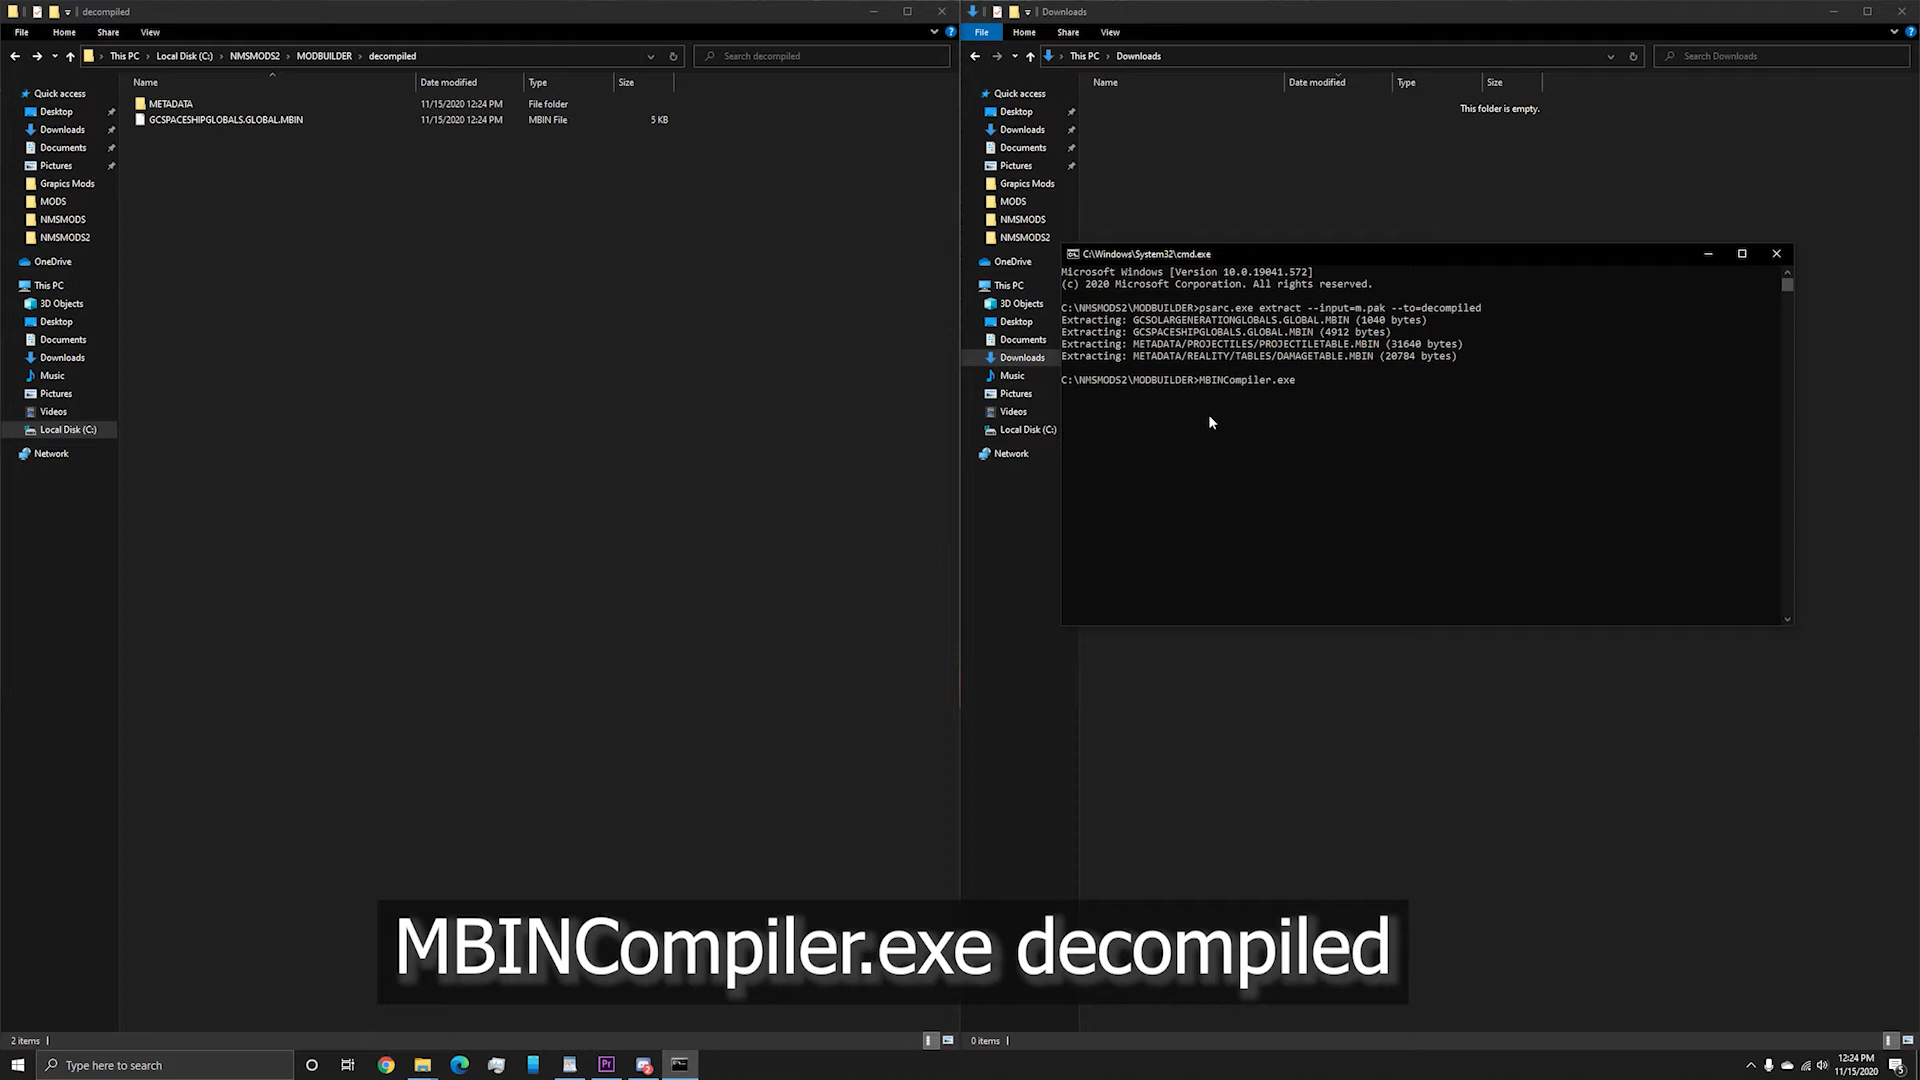 decompiled
File Home Share View
This PC Local Disk (C:) NMSMODS2 MODBUILDER decompiled
Search decompiled
Name Date modified Type Size
METADATA 11/15/2020 12:24 PM File folder
GCSPACESHIPGLOBALS.GLOBAL.MBIN 11/15/2020 12:24 PM MBIN File 5 KB
Quick access
Desktop
Downloads
Documents
Pictures
Grapics Mods
MODS
NMSMODS
NMSMODS2
OneDrive
This PC
3D Objects
Desktop
Documents
Downloads
Music
Pictures
Videos
Local Disk (C:)
Network
2 items
Downloads
File Home Share View
This PC Downloads
Search Downloads
Name Date modified Type Size
This folder is empty.
Quick access
Desktop
Downloads
Documents
Pictures
Grapics Mods
MODS
NMSMODS
NMSMODS2
OneDrive
This PC
3D Objects
Desktop
Documents
Downloads
Music
Pictures
Videos
Local Disk (C:)
Network
0 items
C:\Windows\System32\cmd.exe
Microsoft Windows [Version 10.0.19041.572]
(c) 2020 Microsoft Corporation. All rights reserved.
C:\NMSMODS2\MODBUILDER>psarc.exe extract --input=m.pak --to=decompiled
Extracting: GCSOLARGENERATIONGLOBALS.GLOBAL.MBIN (1040 bytes)
Extracting: GCSPACESHIPGLOBALS.GLOBAL.MBIN (4912 bytes)
Extracting: METADATA/PROJECTILES/PROJECTILETABLE.MBIN (31640 bytes)
Extracting: METADATA/REALITY/TABLES/DAMAGETABLE.MBIN (20784 bytes)
C:\NMSMODS2\MODBUILDER>MBINCompiler.exe
MBINCompiler.exe decompiled
Type here to search
Pr
2
12:24 PM
11/15/2020
5